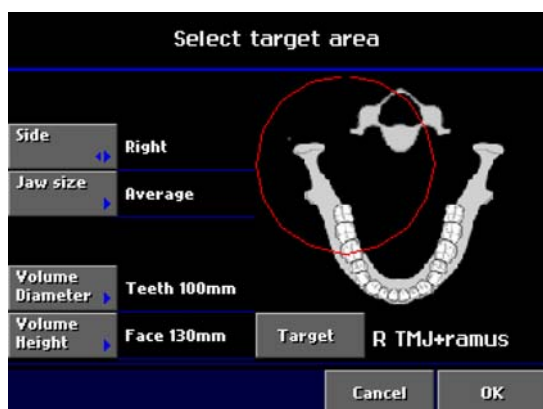 Select target area
Side
Right
Jaw size
Average
Volume
Diameter
Teeth 100mm
Volume
Height
Face 130mm
Target
R TMJ+ramus
Cancel
OK